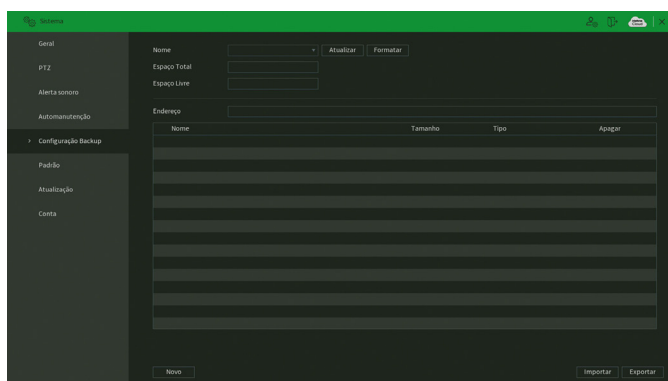 Sistema
Geral
PTZ
Alerta sonoro
Automanutenção
Configuração Backup
Padrão
Atualização
Conta
Nome Atualizar Formatar
Espaço Total
Espaço Livre
Endereço
Nome Tamanho Tipo Apagar
Novo Importar Exportar